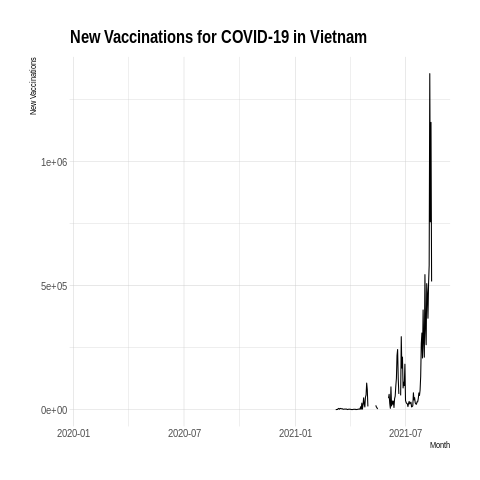 New Vaccinations for COVID-19 in Vietnam
New Vaccinations
1e+06
5e+05
0e+00
2020-01
2020-07
2021-01
2021-07
Month